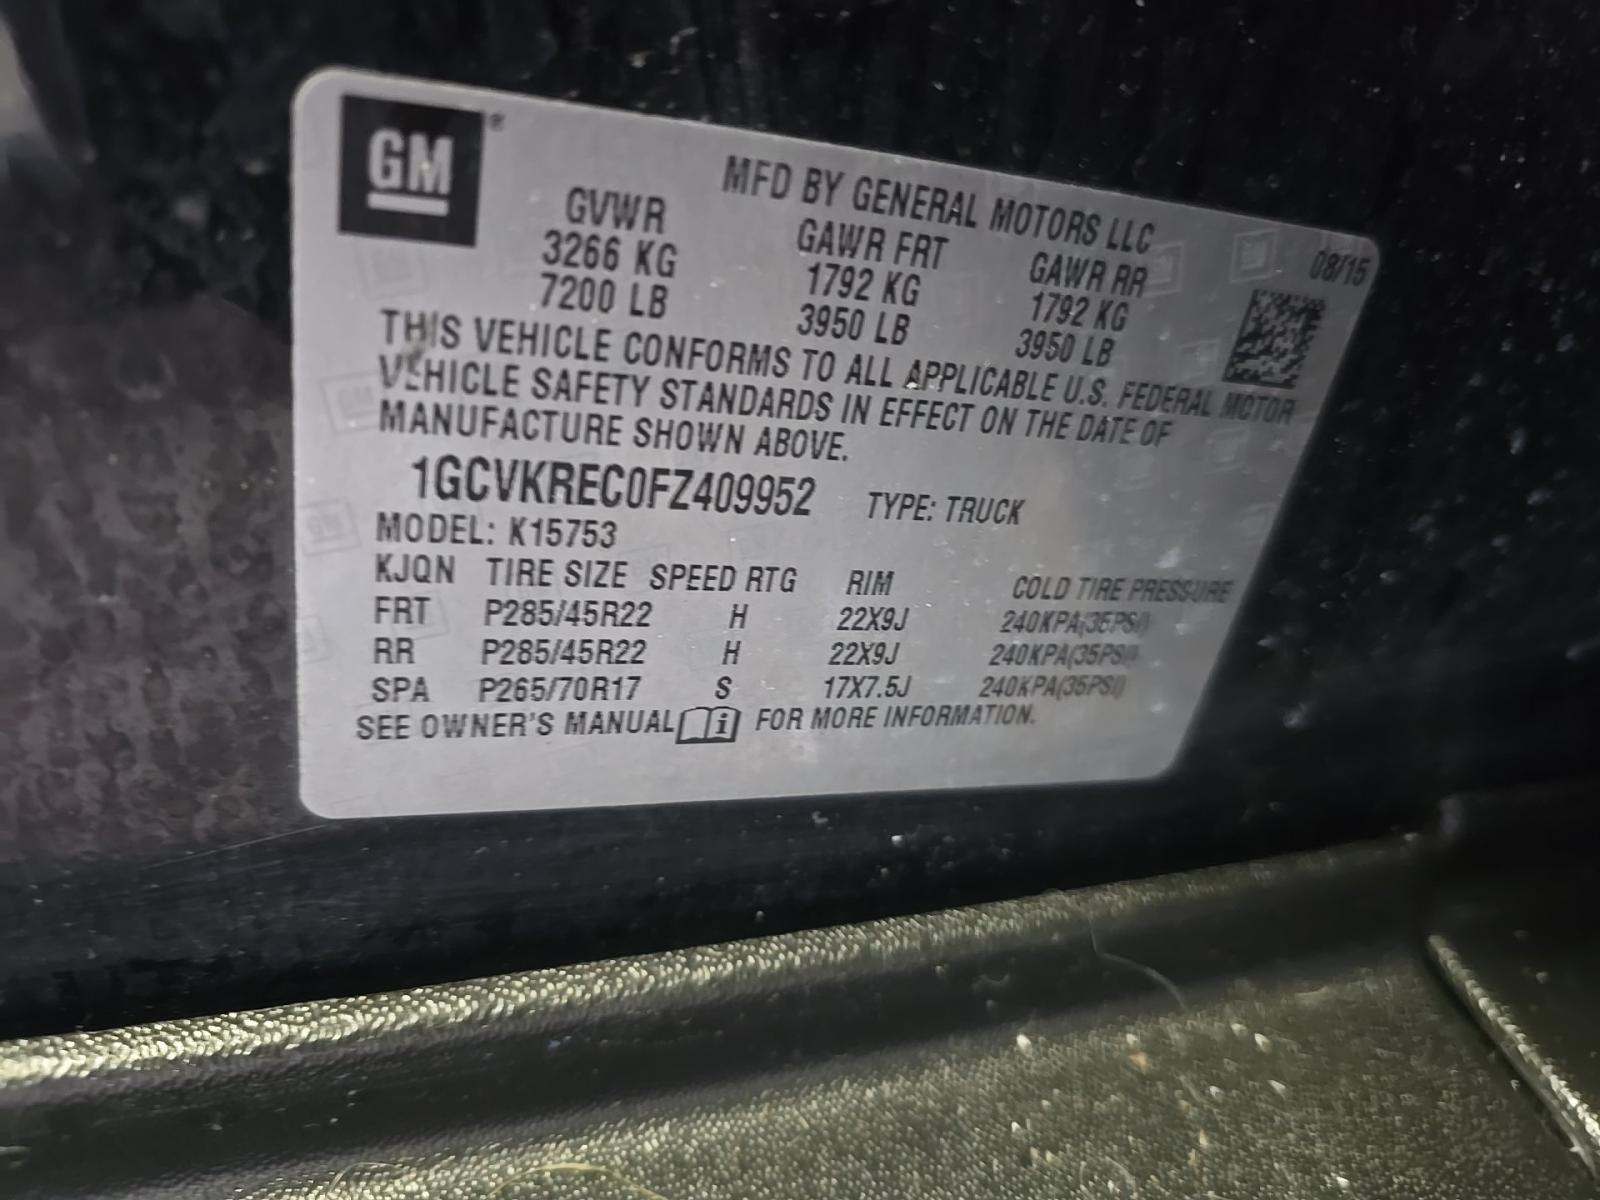 GM
MFD BY GENERAL MOTORS LLC
08/15
GVWR GAWR FRT GAWR RR
3266 KG 1792 KG 1792 KG
7200 LB 3950 LB 3950 LB
THIS VEHICLE CONFORMS TO ALL APPLICABLE U.S. FEDERAL MOTOR
VEHICLE SAFETY STANDARDS IN EFFECT ON THE DATE OF
MANUFACTURE SHOWN ABOVE.
1GCVKREC0FZ409952 TYPE: TRUCK
MODEL: K15753
KJQN TIRE SIZE SPEED RTG RIM COLD TIRE PRESSURE
FRT P285/45R22 H 22X9J 240KPA(35PSI)
RR P285/45R22 H 22X9J 240KPA(35PSI)
SPA P265/70R17 S 17X7.5J 240KPA(35PSI)
SEE OWNER'S MANUAL i FOR MORE INFORMATION.